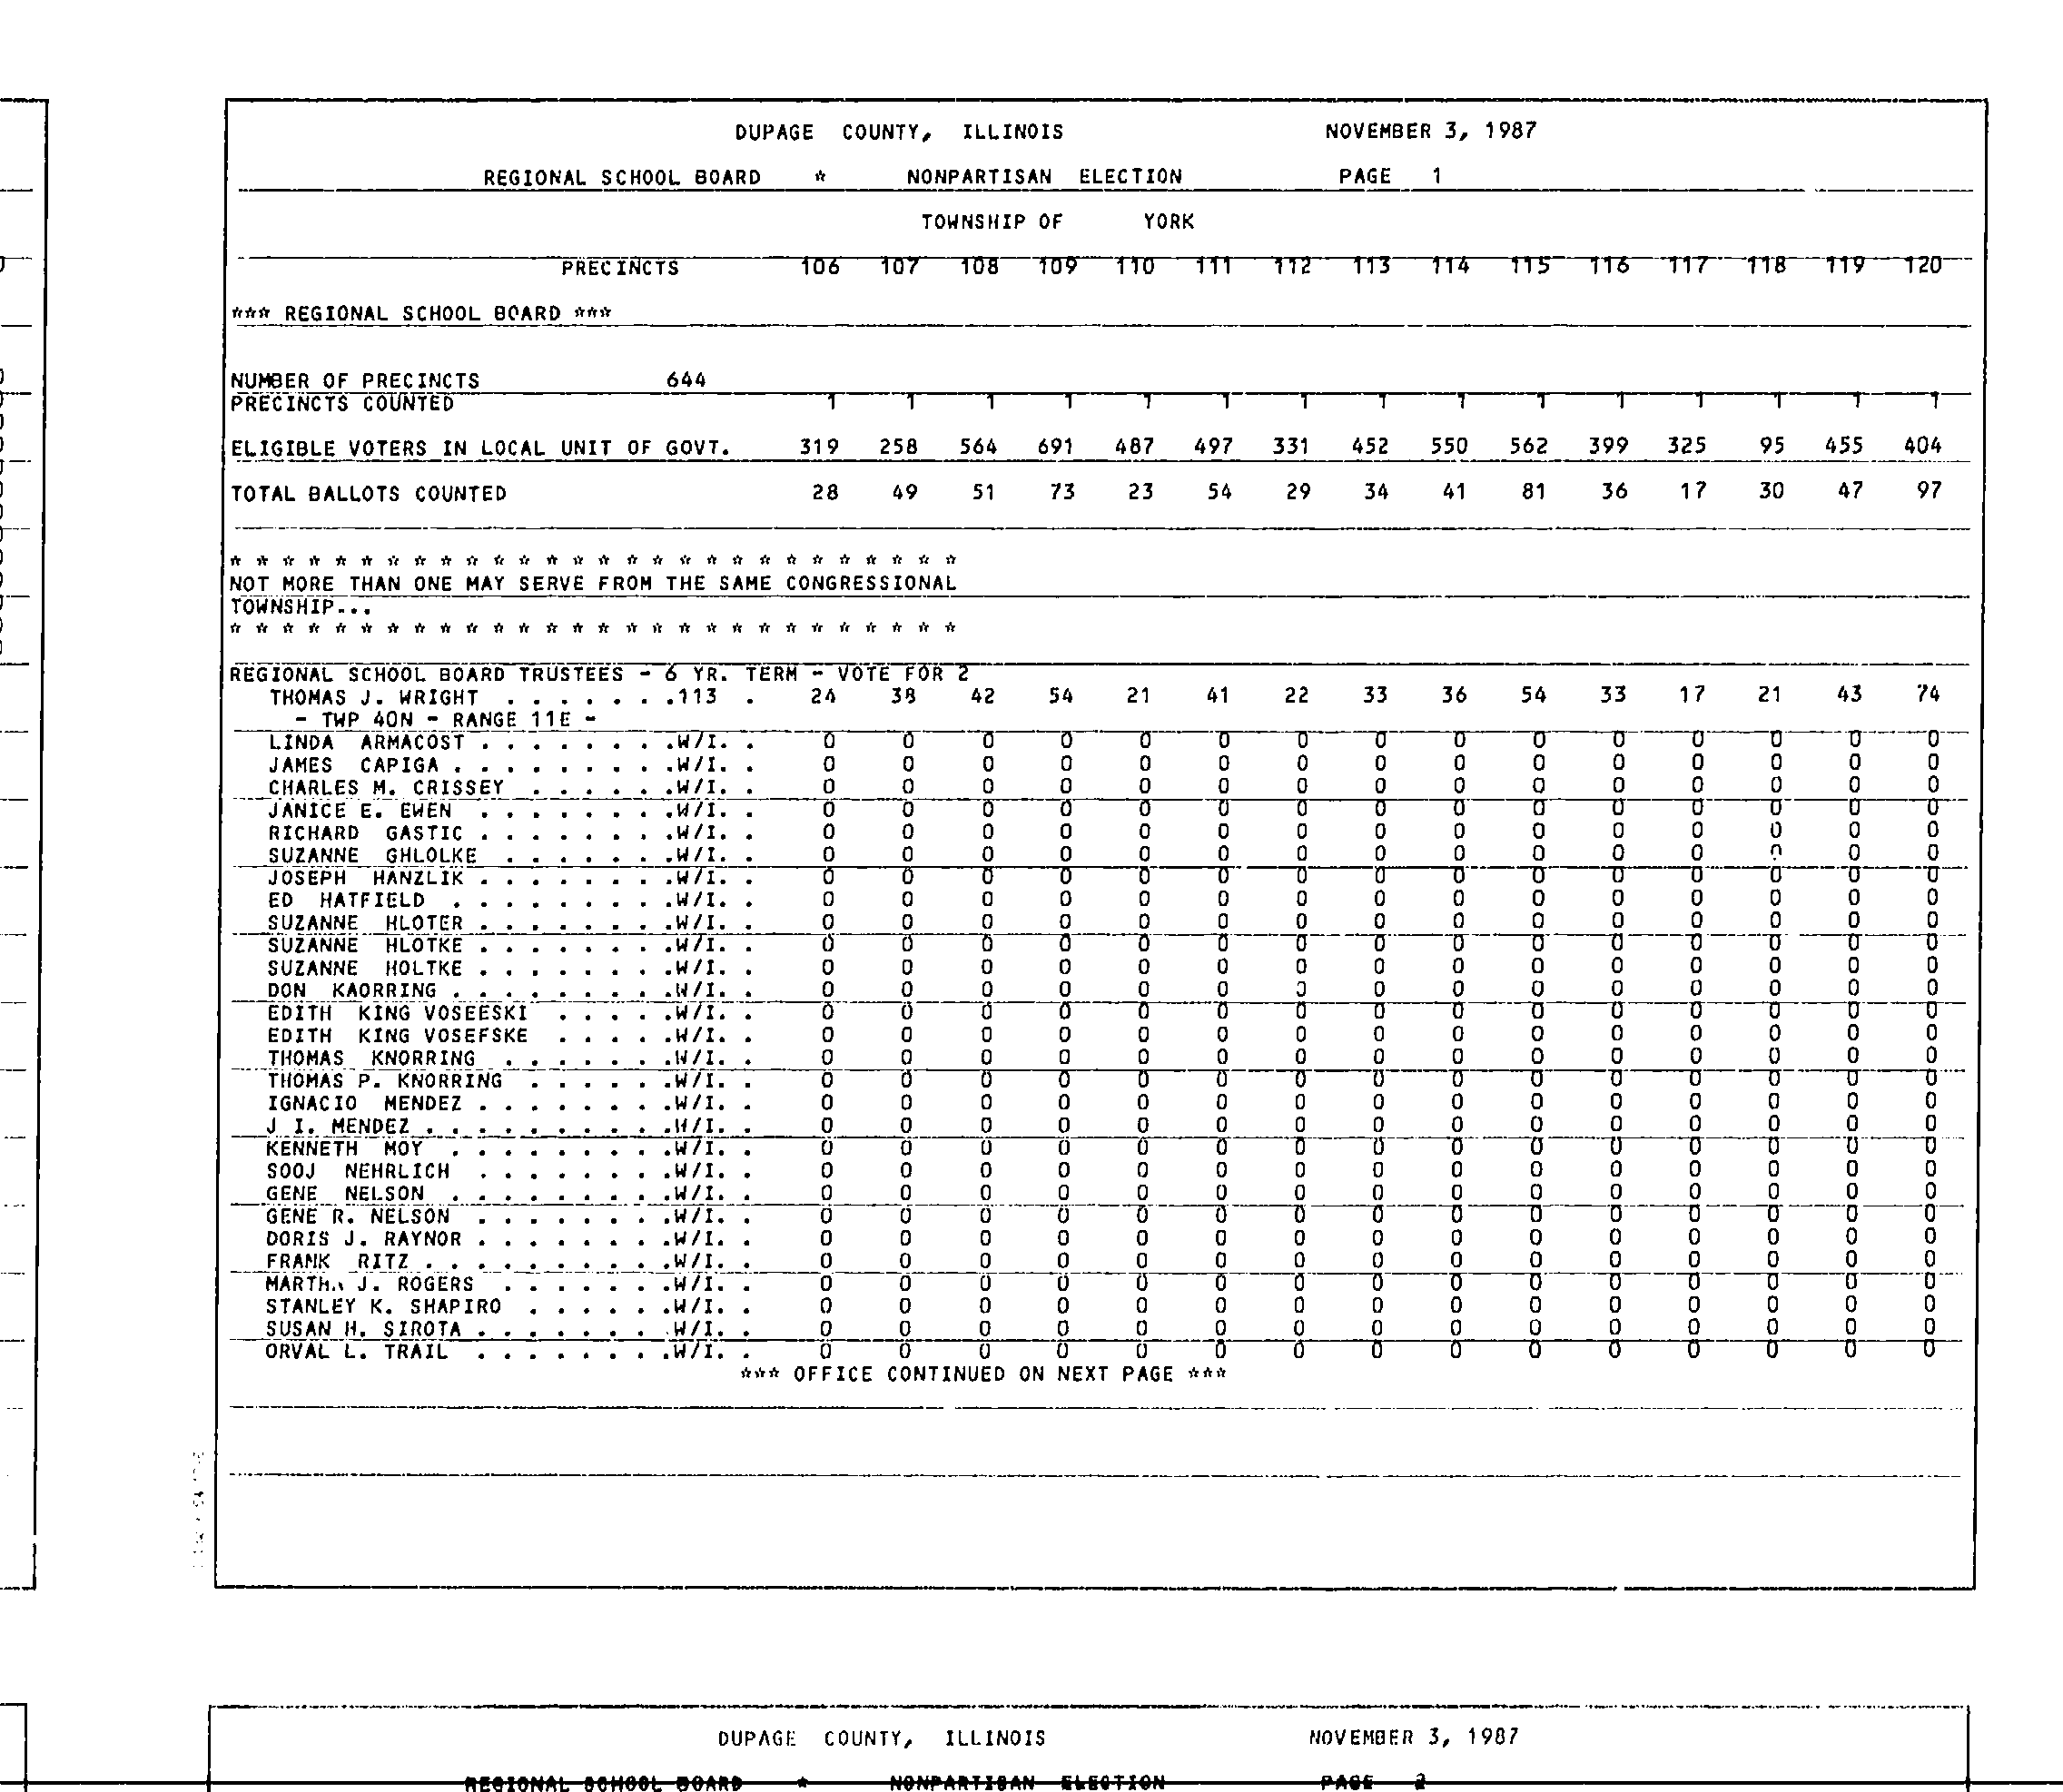 DUPAGE COUNTY, ILLINOIS NOVEMBER 3, 1987
REGIONAL SCHOOL BOARD * NONPARTISAN ELECTION PAGE 1
TOWNSHIP OF YORK
PRECINCTS 106 107 108 109 110 111 112 113 114 115 116 117 118 119 120
*** REGIONAL SCHOOL BOARD ***
NUMBER OF PRECINCTS 644
PRECINCTS COUNTED 1 1 1 1 1 1 1 1 1 1 1 1 1 1 1
ELIGIBLE VOTERS IN LOCAL UNIT OF GOVT. 319 258 564 691 487 497 331 452 550 562 399 325 95 455 404
TOTAL BALLOTS COUNTED 28 49 51 73 23 54 29 34 41 81 36 17 30 47 97
* * * * * * * * * * * * * * * * * * * * * * * * * * * *
NOT MORE THAN ONE MAY SERVE FROM THE SAME CONGRESSIONAL
TOWNSHIP...
* * * * * * * * * * * * * * * * * * * * * * * * * * * *
REGIONAL SCHOOL BOARD TRUSTEES - 6 YR. TERM - VOTE FOR 2
THOMAS J. WRIGHT . . . . . . .113 . 24 38 42 54 21 41 22 33 36 54 33 17 21 43 74
- TWP 40N - RANGE 11E -
LINDA ARMACOST . . . . . . . .W/I. . 0 0 0 0 0 0 0 0 0 0 0 0 0 0 0
JAMES CAPIGA . . . . . . . . .W/I. . 0 0 0 0 0 0 0 0 0 0 0 0 0 0 0
CHARLES M. CRISSEY . . . . . .W/I. . 0 0 0 0 0 0 0 0 0 0 0 0 0 0 0
JANICE E. EWEN . . . . . . . .W/I. . 0 0 0 0 0 0 0 0 0 0 0 0 0 0 0
RICHARD GASTIC . . . . . . . .W/I. . 0 0 0 0 0 0 0 0 0 0 0 0 0 0 0
SUZANNE GHLOLKE . . . . . . .W/I. . 0 0 0 0 0 0 0 0 0 0 0 0 0 0 0
JOSEPH HANZLIK . . . . . . . .W/I. . 0 0 0 0 0 0 0 0 0 0 0 0 0 0 0
ED HATFIELD . . . . . . . . .W/I. . 0 0 0 0 0 0 0 0 0 0 0 0 0 0 0
SUZANNE HLOTER . . . . . . . .W/I. . 0 0 0 0 0 0 0 0 0 0 0 0 0 0 0
SUZANNE HLOTKE . . . . . . . .W/I. . 0 0 0 0 0 0 0 0 0 0 0 0 0 0 0
SUZANNE HOLTKE . . . . . . . .W/I. . 0 0 0 0 0 0 0 0 0 0 0 0 0 0 0
DON KAORRING . . . . . . . . .W/I. . 0 0 0 0 0 0 0 0 0 0 0 0 0 0 0
EDITH KING VOSEESKI . . . . .W/I. . 0 0 0 0 0 0 0 0 0 0 0 0 0 0 0
EDITH KING VOSEFSKE . . . . .W/I. . 0 0 0 0 0 0 0 0 0 0 0 0 0 0 0
THOMAS KNORRING . . . . . . .W/I. . 0 0 0 0 0 0 0 0 0 0 0 0 0 0 0
THOMAS P. KNORRING . . . . . .W/I. . 0 0 0 0 0 0 0 0 0 0 0 0 0 0 0
IGNACIO MENDEZ . . . . . . . .W/I. . 0 0 0 0 0 0 0 0 0 0 0 0 0 0 0
J I. MENDEZ . . . . . . . . . .W/I. . 0 0 0 0 0 0 0 0 0 0 0 0 0 0 0
KENNETH MOY . . . . . . . . .W/I. . 0 0 0 0 0 0 0 0 0 0 0 0 0 0 0
SOOJ NEHRLICH . . . . . . . .W/I. . 0 0 0 0 0 0 0 0 0 0 0 0 0 0 0
GENE NELSON . . . . . . . . .W/I. . 0 0 0 0 0 0 0 0 0 0 0 0 0 0 0
GENE R. NELSON . . . . . . . .W/I. . 0 0 0 0 0 0 0 0 0 0 0 0 0 0 0
DORIS J. RAYNOR . . . . . . . .W/I. . 0 0 0 0 0 0 0 0 0 0 0 0 0 0 0
FRANK RITZ . . . . . . . . . .W/I. . 0 0 0 0 0 0 0 0 0 0 0 0 0 0 0
MARTHA J. ROGERS . . . . . . .W/I. . 0 0 0 0 0 0 0 0 0 0 0 0 0 0 0
STANLEY K. SHAPIRO . . . . . .W/I. . 0 0 0 0 0 0 0 0 0 0 0 0 0 0 0
SUSAN H. SIROTA . . . . . . . .W/I. . 0 0 0 0 0 0 0 0 0 0 0 0 0 0 0
ORVAL L. TRAIL . . . . . . . .W/I. . 0 0 0 0 0 0 0 0 0 0 0 0 0 0 0
*** OFFICE CONTINUED ON NEXT PAGE ***
DUPAGE COUNTY, ILLINOIS NOVEMBER 3, 1987
REGIONAL SCHOOL BOARD * NONPARTISAN ELECTION PAGE 2